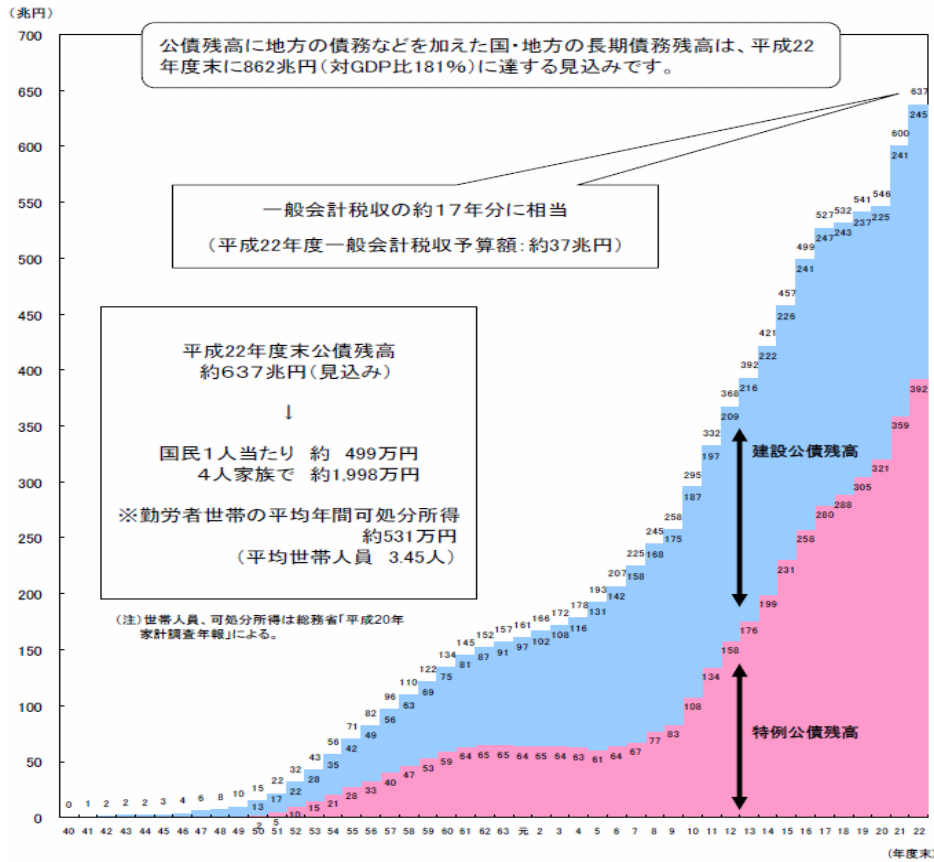 (兆円)
700
650
600
550
500
450
400
350
300
250
200
150
100
50
0
公債残高に地方の債務などを加えた国・地方の長期債務残高は、平成22
年度末に862兆円(対GDP比181%)に達する見込みです。
一般会計税収の約17年分に相当
(平成22年度一般会計税収予算額:約37兆円)
平成22年度末公債残高
約637兆円(見込み)
↓
国民1人当たり 約 499万円
4人家族で 約1,998万円
※勤労者世帯の平均年間可処分所得
約531万円
(平均世帯人員 3.45人)
(注)世帯人員、可処分所得は総務省「平成20年
家計調査年報」による。
0 1 2 2 2 3 4 6 8 10 15 22 32 43 56 71 82 96 110 122 134 145 152 157 161 166 172 178 193 207 225 245 258 295 332 368 392 421 457 499 527 532 541 546 600 637
13 17 22 28 35 42 49 56 63 69 75 81 87 91 97 102 108 116 131 142 158 168 175 187 197 209 216 222 226 241 247 243 237 225 241 245
建設公債残高
2 5 10 15 21 28 33 40 47 53 59 64 65 65 64 65 64 63 61 64 67 77 83 108 134 158 176 199 231 258 280 288 305 321 359 392
特例公債残高
40 41 42 43 44 45 46 47 48 49 50 51 52 53 54 55 56 57 58 59 60 61 62 63 元 2 3 4 5 6 7 8 9 10 11 12 13 14 15 16 17 18 19 20 21 22
(年度末)